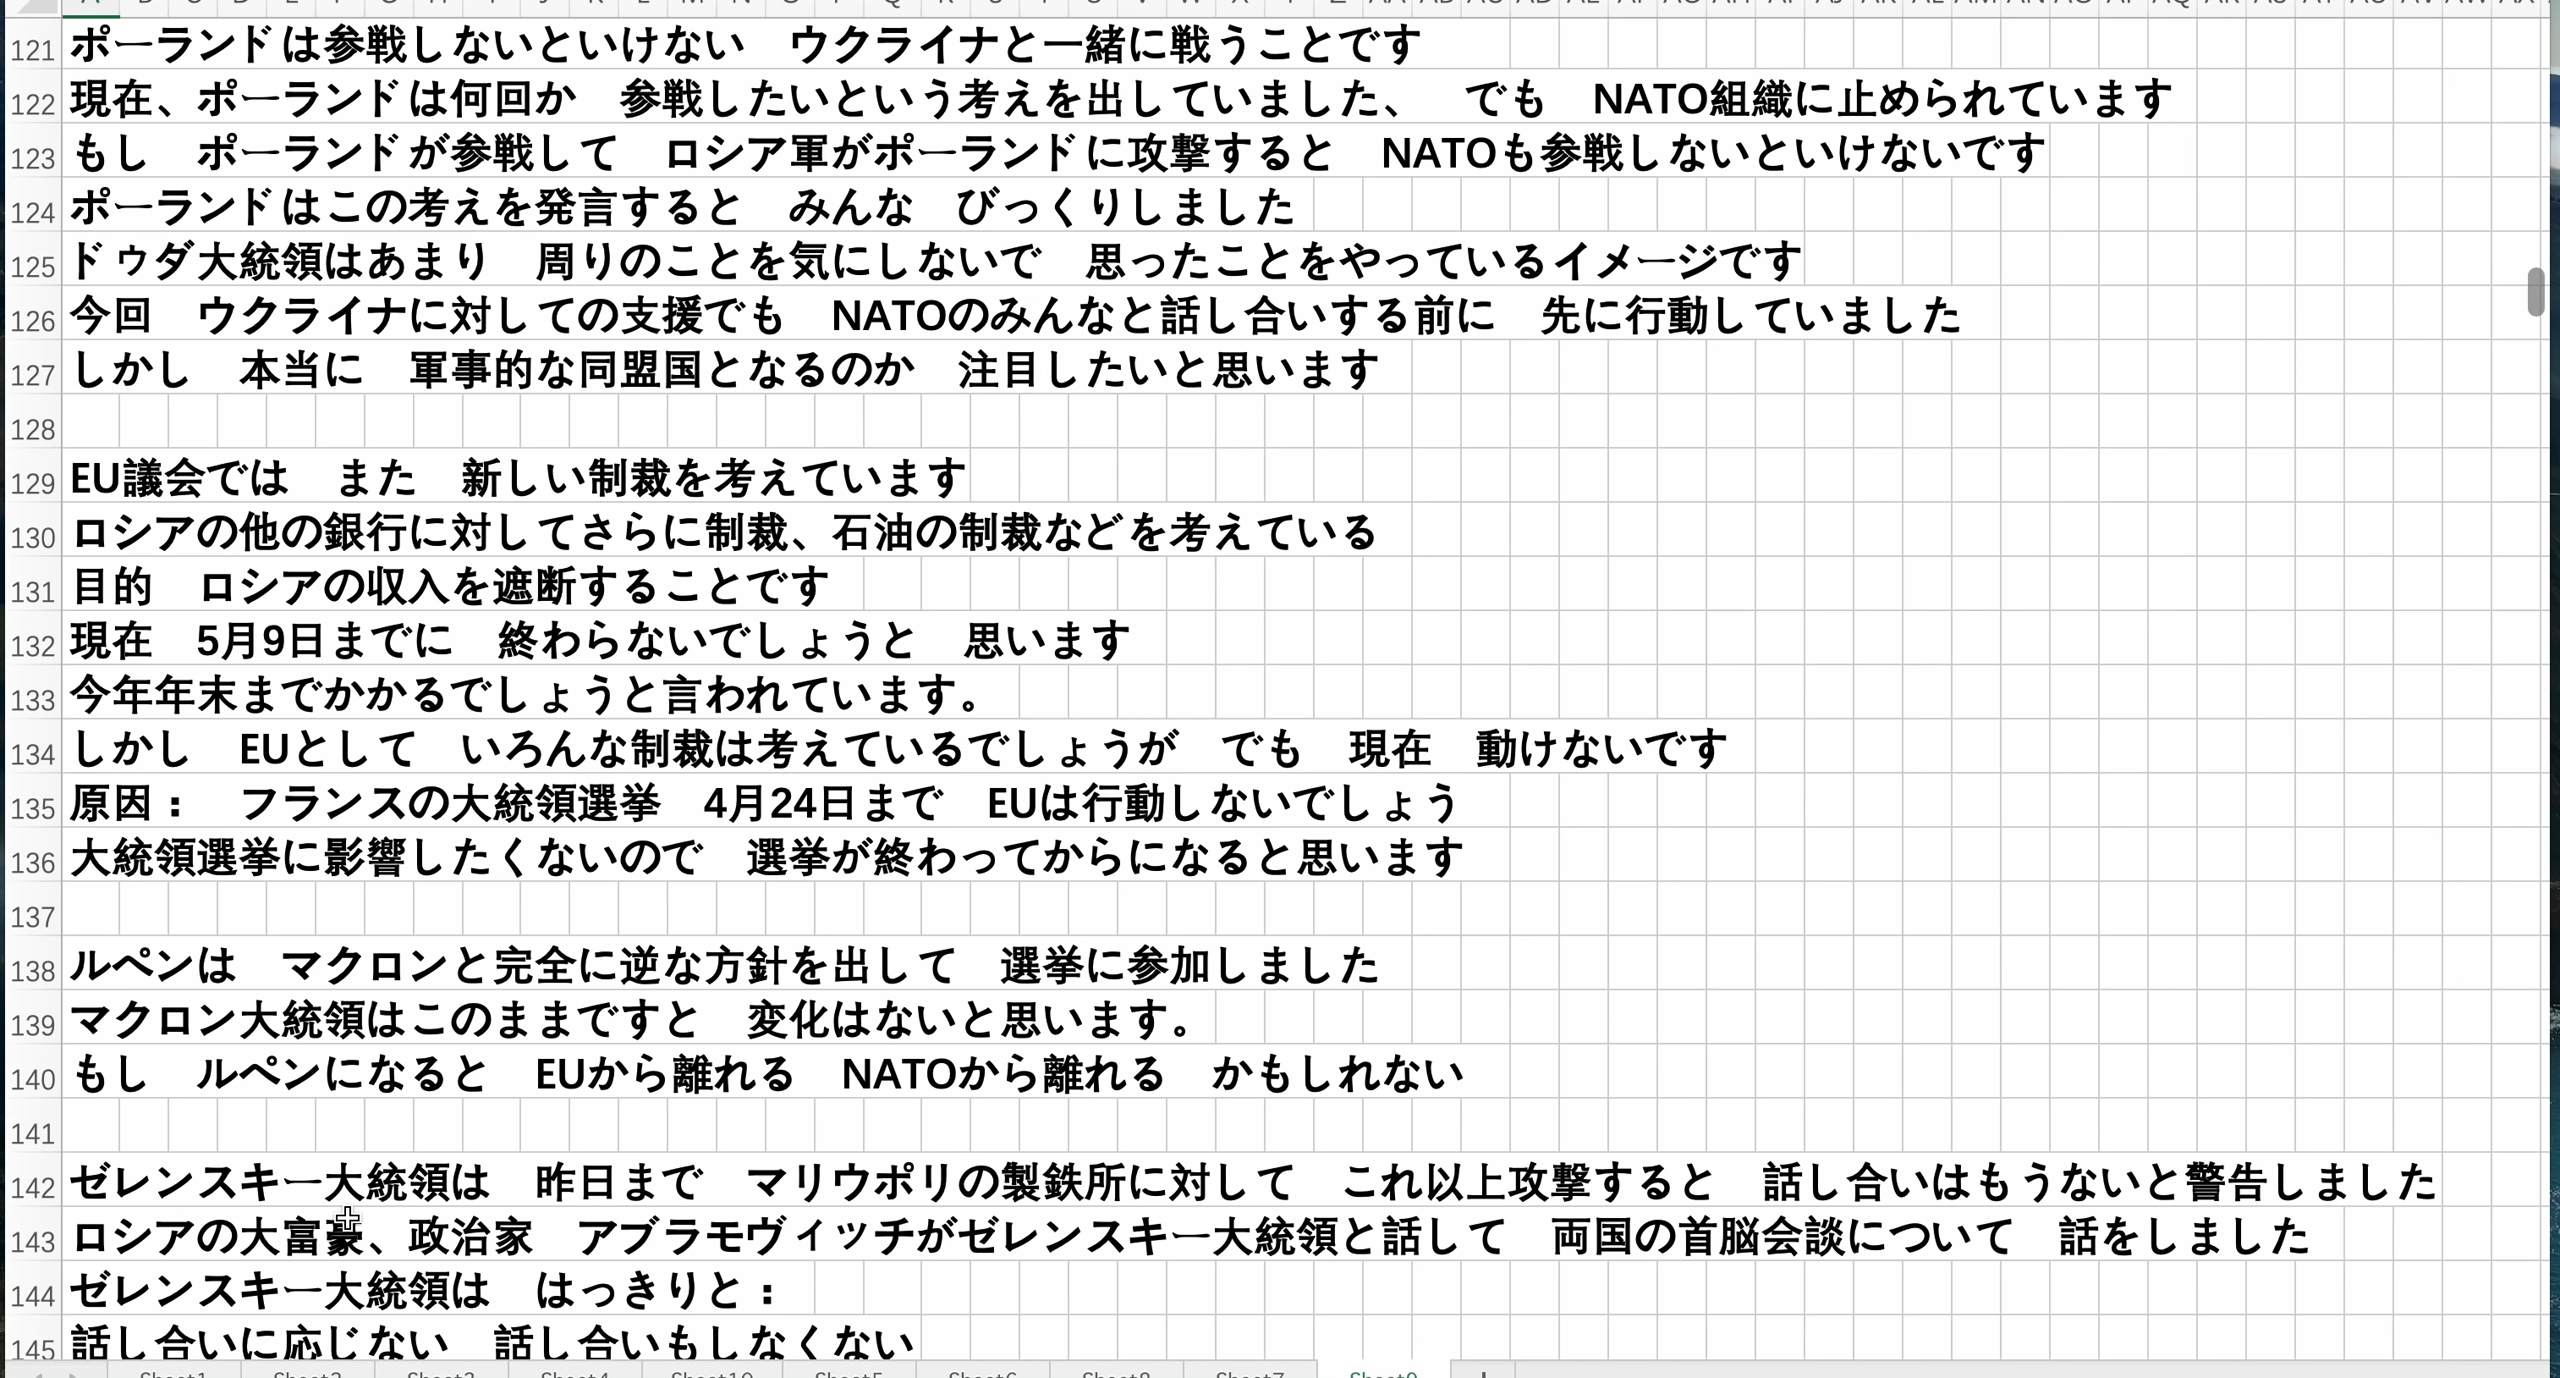 121 ポーランドは参戦しないといけない　ウクライナと一緒に戦うことです
122 現在、ポーランドは何回か　参戦したいという考えを出していました、　でも　NATO組織に止められています
123 もし　ポーランドが参戦して　ロシア軍がポーランドに攻撃すると　NATOも参戦しないといけないです
124 ポーランドはこの考えを発言すると　みんな　びっくりしました
125 ドゥダ大統領はあまり　周りのことを気にしないで　思ったことをやっているイメージです
126 今回　ウクライナに対しての支援でも　NATOのみんなと話し合いする前に　先に行動していました
127 しかし　本当に　軍事的な同盟国となるのか　注目したいと思います
128
129 EU議会では　また　新しい制裁を考えています
130 ロシアの他の銀行に対してさらに制裁、石油の制裁などを考えている
131 目的　ロシアの収入を遮断することです
132 現在　5月9日までに　終わらないでしょうと　思います
133 今年年末までかかるでしょうと言われています。
134 しかし　EUとして　いろんな制裁は考えているでしょうが　でも　現在　動けないです
135 原因：　フランスの大統領選挙　4月24日まで　EUは行動しないでしょう
136 大統領選挙に影響したくないので　選挙が終わってからになると思います
137
138 ルペンは　マクロンと完全に逆な方針を出して　選挙に参加しました
139 マクロン大統領はこのままですと　変化はないと思います。
140 もし　ルペンになると　EUから離れる　NATOから離れる　かもしれない
141
142 ゼレンスキー大統領は　昨日まで　マリウポリの製鉄所に対して　これ以上攻撃すると　話し合いはもうないと警告しました
143 ロシアの大富豪、政治家　アブラモヴィッチがゼレンスキー大統領と話して　両国の首脳会談について　話をしました
144 ゼレンスキー大統領は　はっきりと：
145 話し合いに応じない　話し合いもしなくない
Sheet1 Sheet2 Sheet3 Sheet4 Sheet10 Sheet5 Sheet6 Sheet8 Sheet7 Sheet9